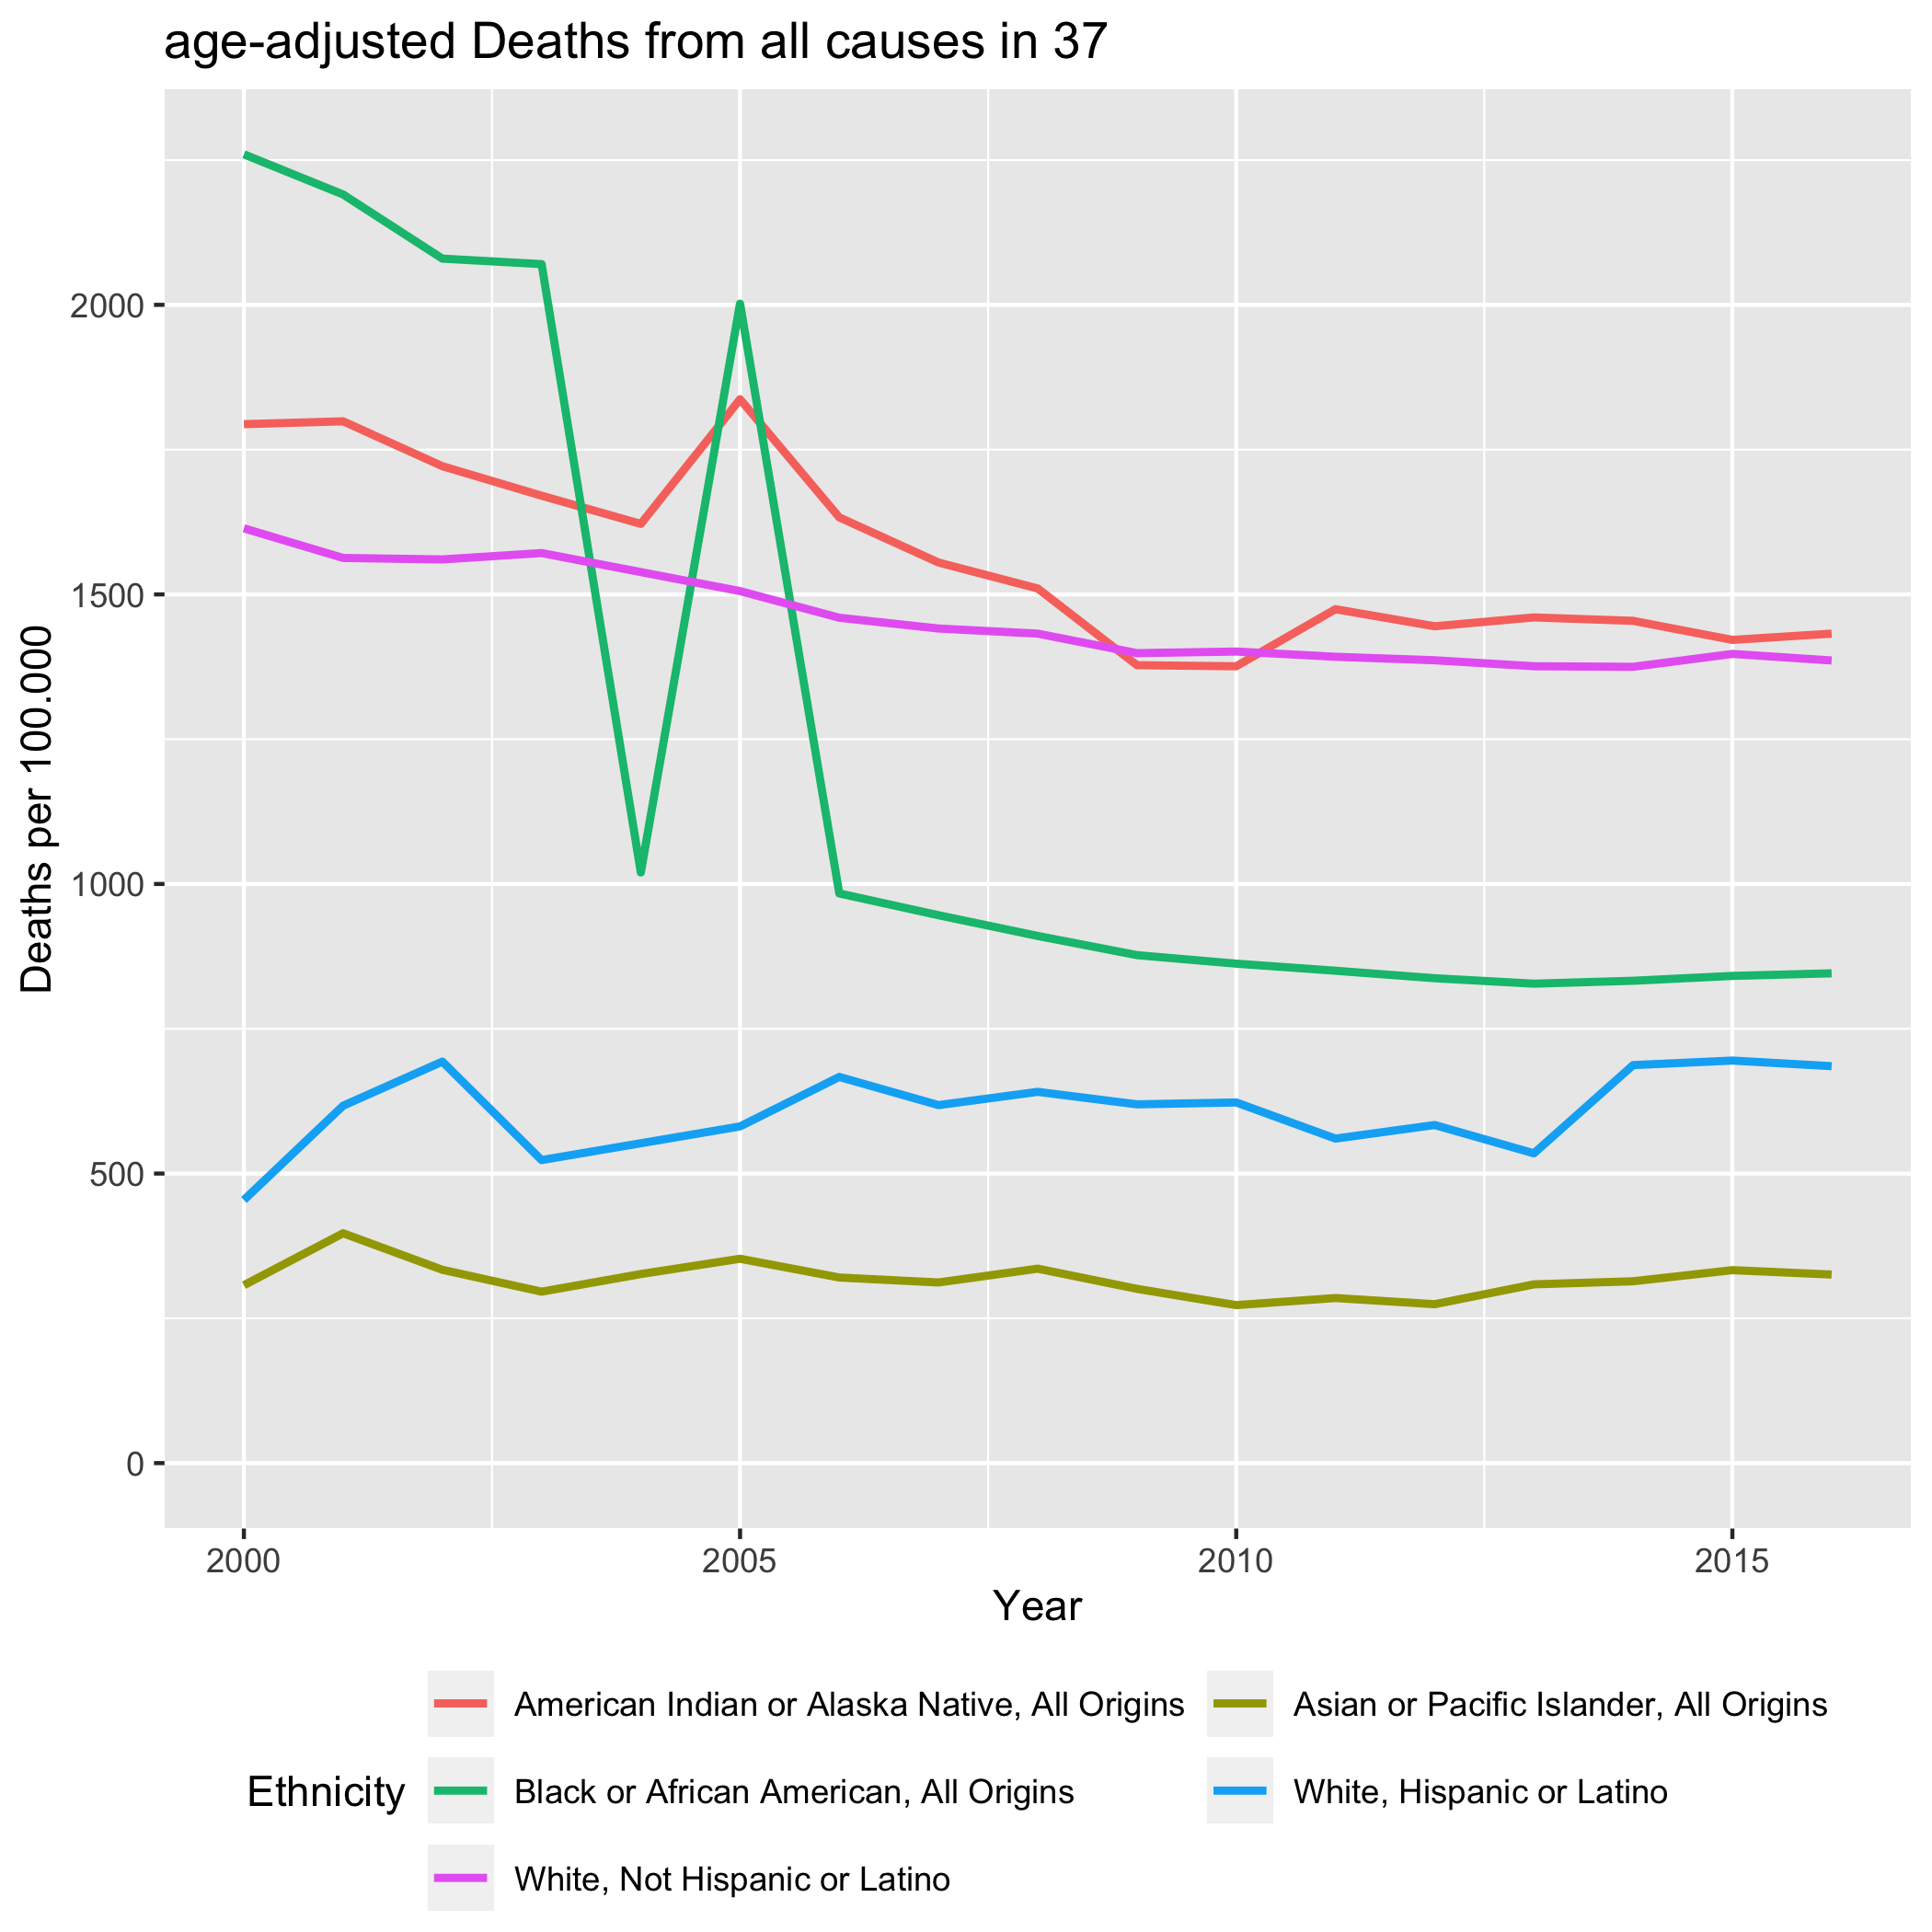 age-adjusted Deaths from all causes in 37
Deaths per 100.000
2000
1500
1000
500
0
2000 2005 2010 2015
Year
Ethnicity
American Indian or Alaska Native, All Origins
Asian or Pacific Islander, All Origins
Black or African American, All Origins
White, Hispanic or Latino
White, Not Hispanic or Latino